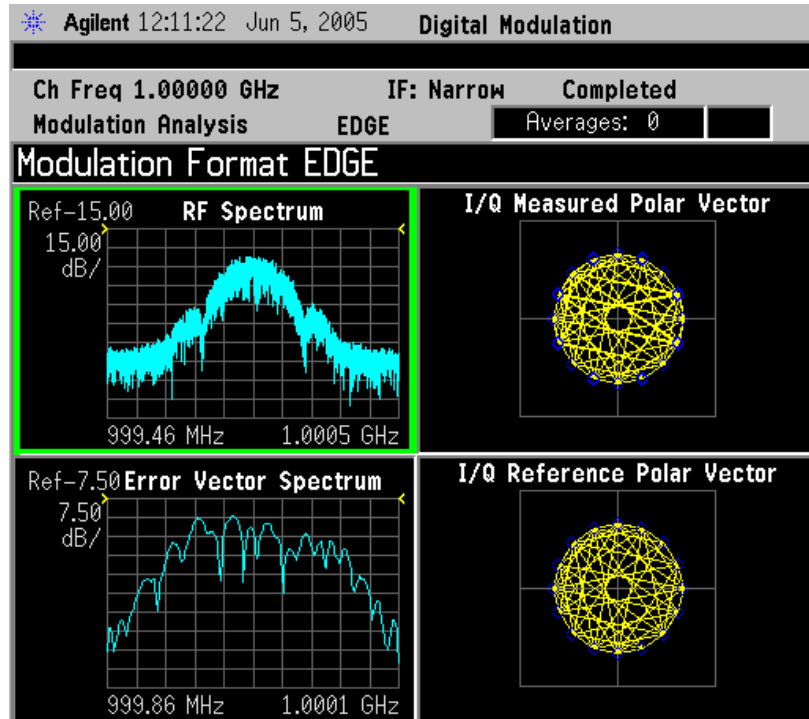 Agilent 12:11:22 Jun 5, 2005 Digital Modulation
Ch Freq 1.00000 GHz IF: Narrow Completed
Modulation Analysis EDGE Averages: 0
Modulation Format EDGE
Ref-15.00 RF Spectrum
15.00
dB/
999.46 MHz 1.0005 GHz
I/Q Measured Polar Vector
Ref-7.50 Error Vector Spectrum
7.50
dB/
999.86 MHz 1.0001 GHz
I/Q Reference Polar Vector